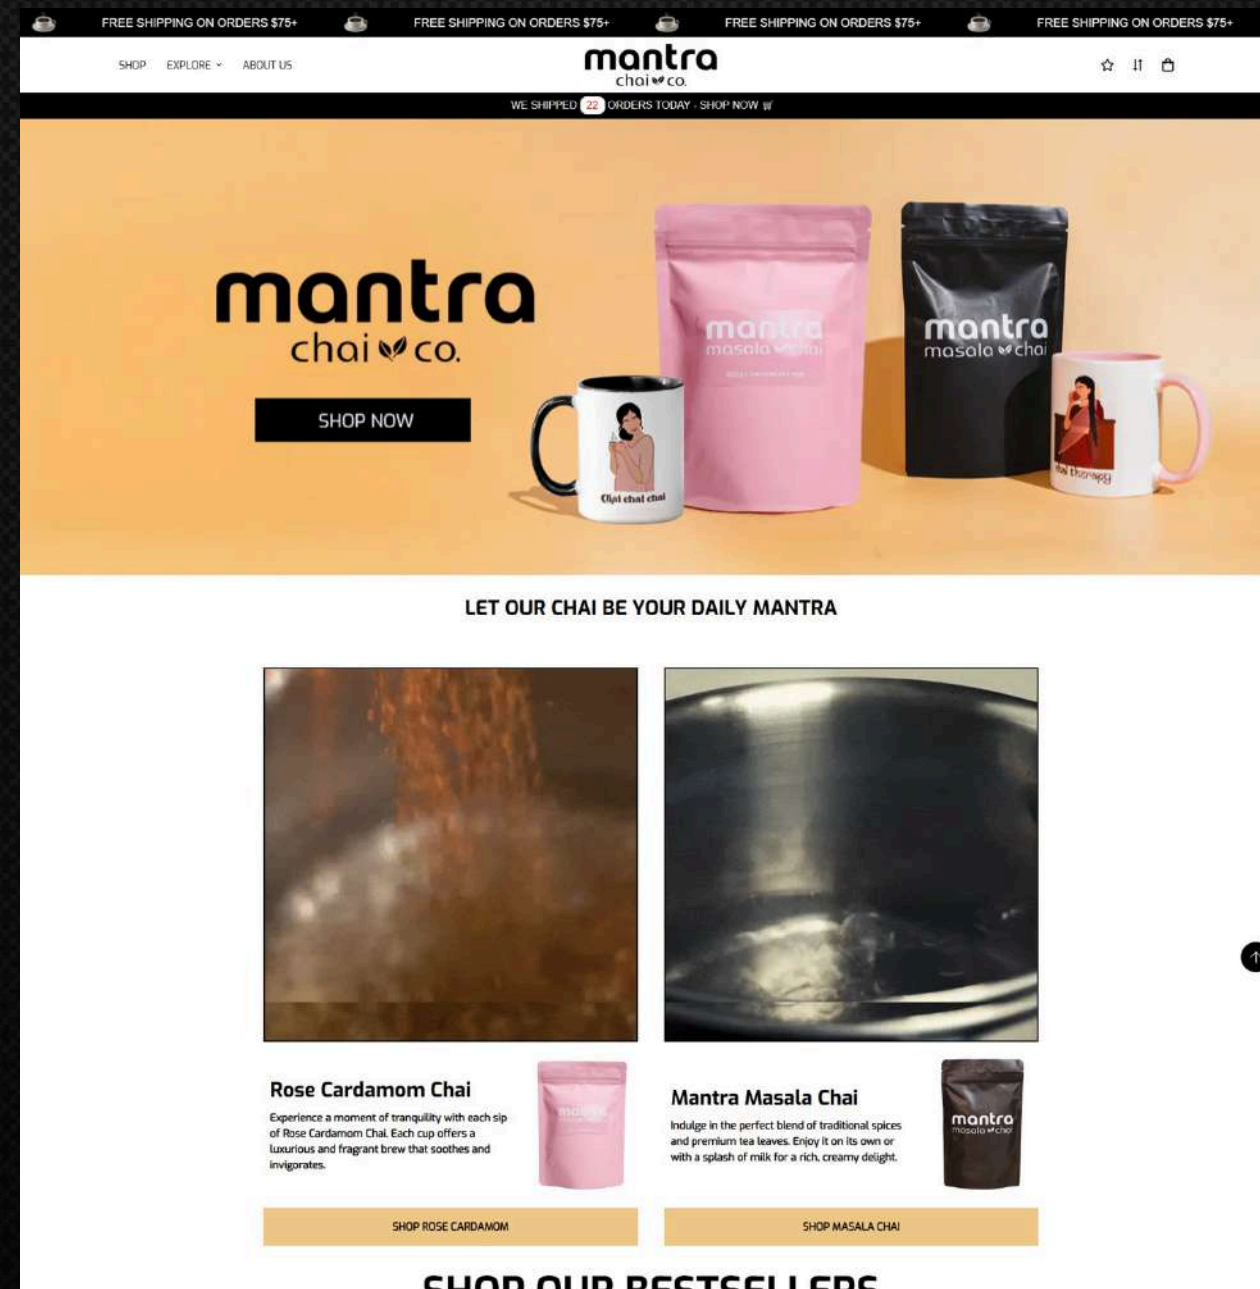 FREE SHIPPING ON ORDERS $75+ FREE SHIPPING ON ORDERS $75+ FREE SHIPPING ON ORDERS $75+ FREE SHIPPING ON ORDERS $75+
SHOP EXPLORE ABOUT US
mantra
chai co.
WE SHIPPED 22 ORDERS TODAY - SHOP NOW
mantra
chai co.
SHOP NOW
mantra
masala chai
mantra
masala chai
Chai chai chai
chai therapy
LET OUR CHAI BE YOUR DAILY MANTRA
Rose Cardamom Chai
Experience a moment of tranquility with each sip
of Rose Cardamom Chai. Each cup offers a
luxurious and fragrant brew that soothes and
invigorates.
mantra
SHOP ROSE CARDAMOM
Mantra Masala Chai
Indulge in the perfect blend of traditional spices
and premium tea leaves. Enjoy it on its own or
with a splash of milk for a rich, creamy delight.
mantra
masala chai
SHOP MASALA CHAI
SHOP OUR BESTSELLERS